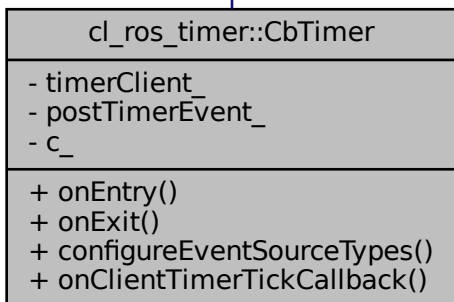 cl_ros_timer::CbTimer
- timerClient_
- postTimerEvent_
- c_
+ onEntry()
+ onExit()
+ configureEventSourceTypes()
+ onClientTimerTickCallback()